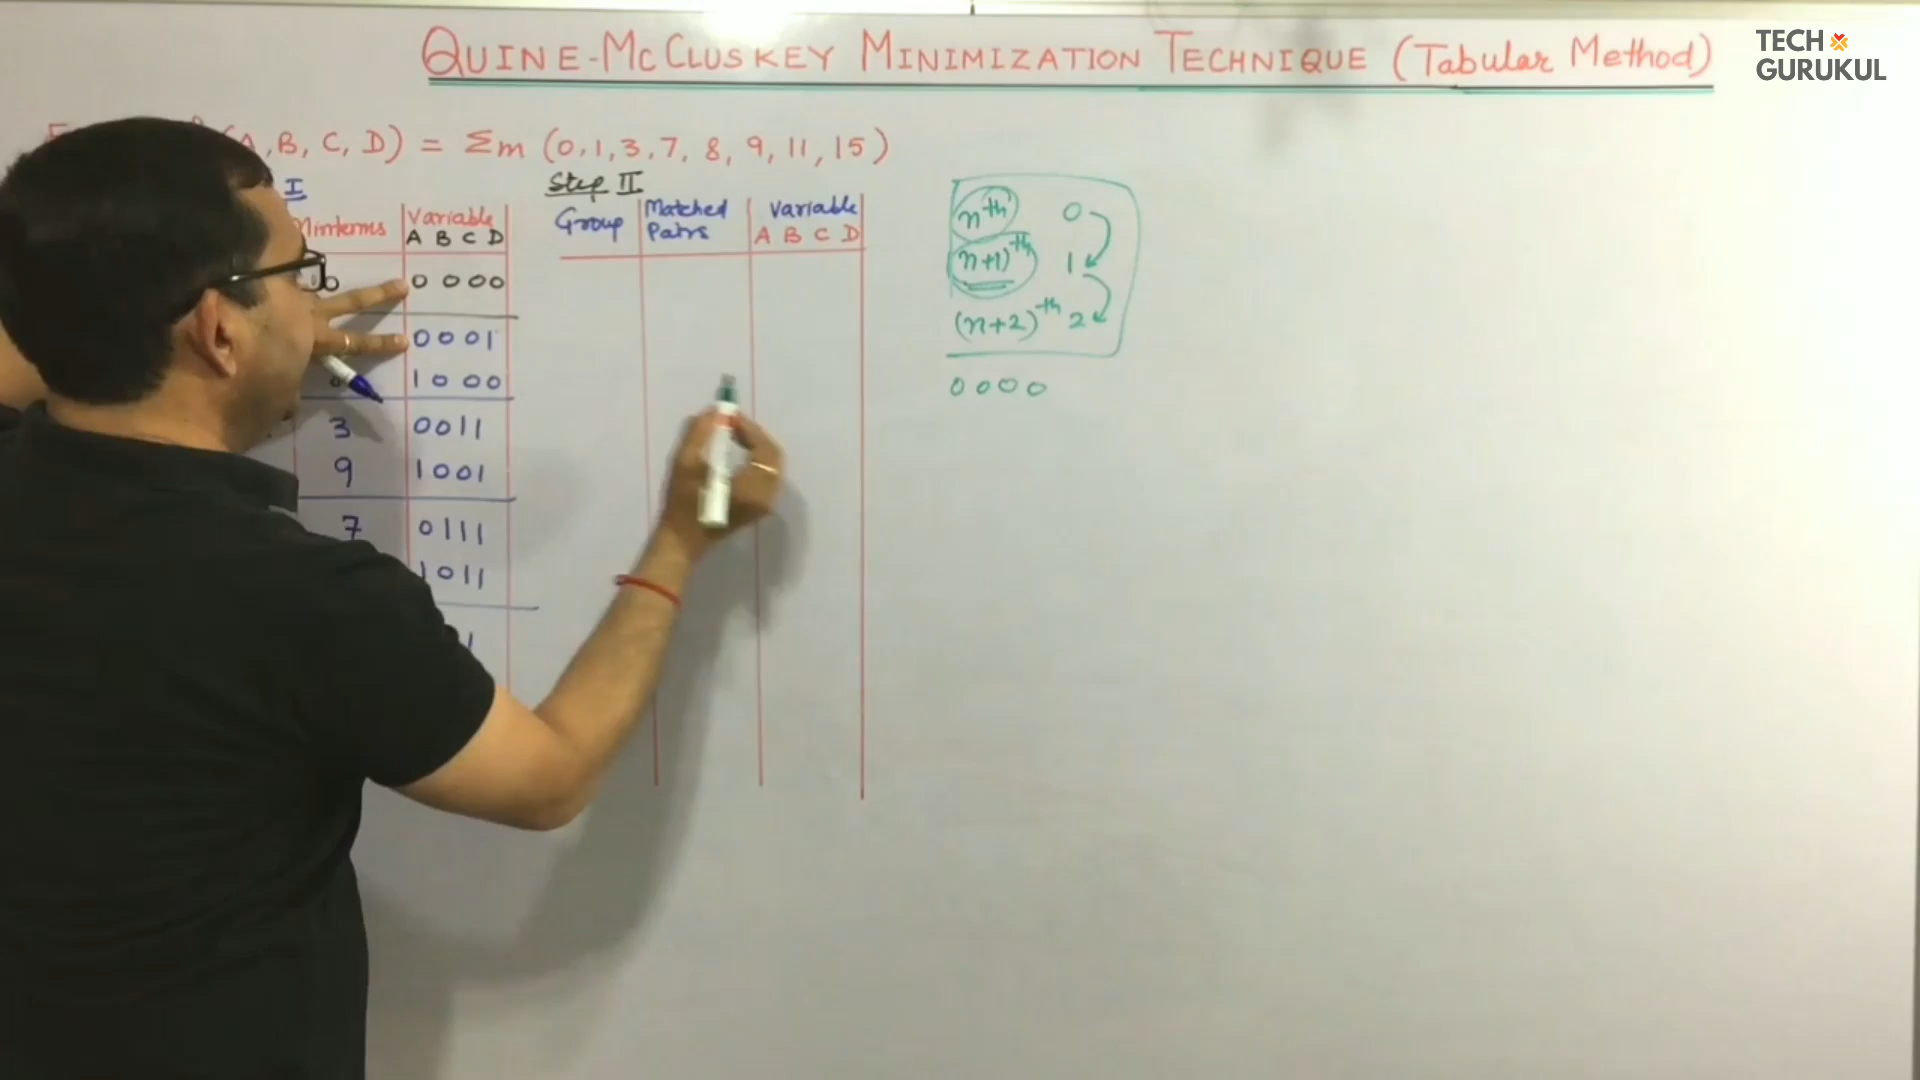 QUINE-MCCLUSKEY MINIMIZATION TECHNIQUE (Tabular Method)
TECH
GURUKUL
A, B, C, D) = Σm (0,1,3,7,8,9,11,15)
I
Step II
Minterms
Variable
A B C D
0 0 0 0
0 0 0 1
1 0 0 0
3 0 0 1 1
9 1 0 0 1
7 0 1 1 1
1 0 1 1
1
Group
Matched
Pairs
Variable
A B C D
nth 0
(n+1)th 1
(n+2)th 2
0 0 0 0